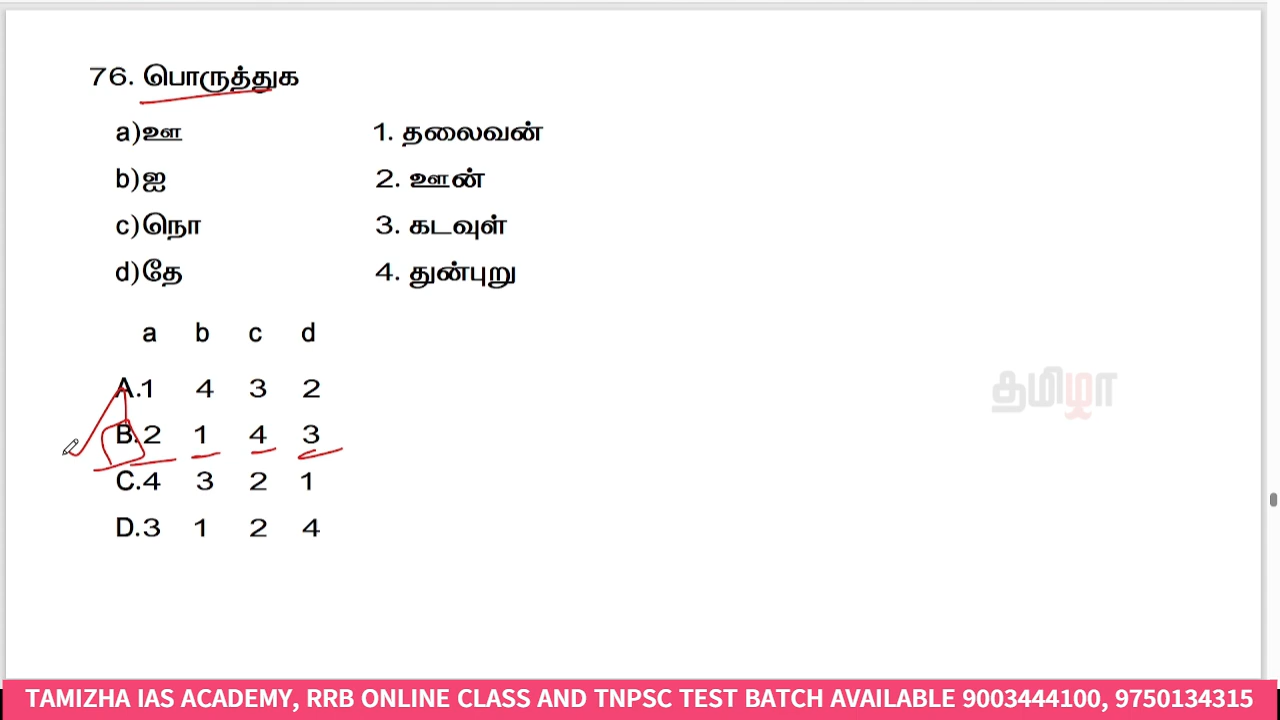 76. பொருத்துக
a)ஊ 1. தலைவன்
b)ஐ 2. ஊன்
c)நொ 3. கடவுள்
d)தே 4. துன்புறு
a b c d
A.1 4 3 2
B.2 1 4 3
C.4 3 2 1
D.3 1 2 4
தமிழா
TAMIZHA IAS ACADEMY, RRB ONLINE CLASS AND TNPSC TEST BATCH AVAILABLE 9003444100, 9750134315